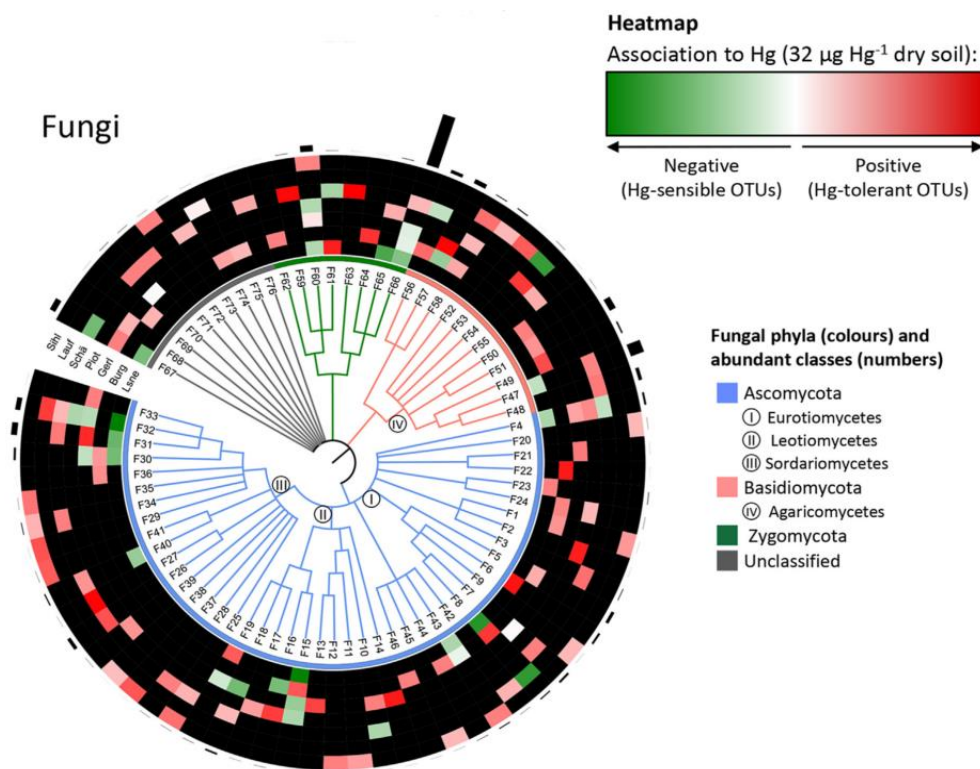 Heatmap
Association to Hg (32 µg Hg⁻¹ dry soil):
Negative
(Hg-sensible OTUs)
Positive
(Hg-tolerant OTUs)
Fungi
Sihl
Lauf
Schä
Piot
Gerl
Burg
Lsne
F67
F68
F69
F70
F71
F72
F73
F74
F75
F76
F62
F59
F60
F61
F63
F64
F65
F66
F56
F57
F58
F52
F53
F54
F55
F50
F51
F49
F47
F48
F4
F20
F21
F22
F23
F24
F1
F2
F3
F5
F6
F9
F7
F8
F42
F43
F44
F45
F46
F14
F10
F11
F12
F13
F15
F16
F17
F18
F19
F25
F28
F37
F38
F39
F26
F27
F40
F41
F29
F34
F35
F36
F30
F31
F32
F33
I
II
III
IV
Fungal phyla (colours) and
abundant classes (numbers)
Ascomycota
I Eurotiomycetes
II Leotiomycetes
III Sordariomycetes
Basidiomycota
IV Agaricomycetes
Zygomycota
Unclassified